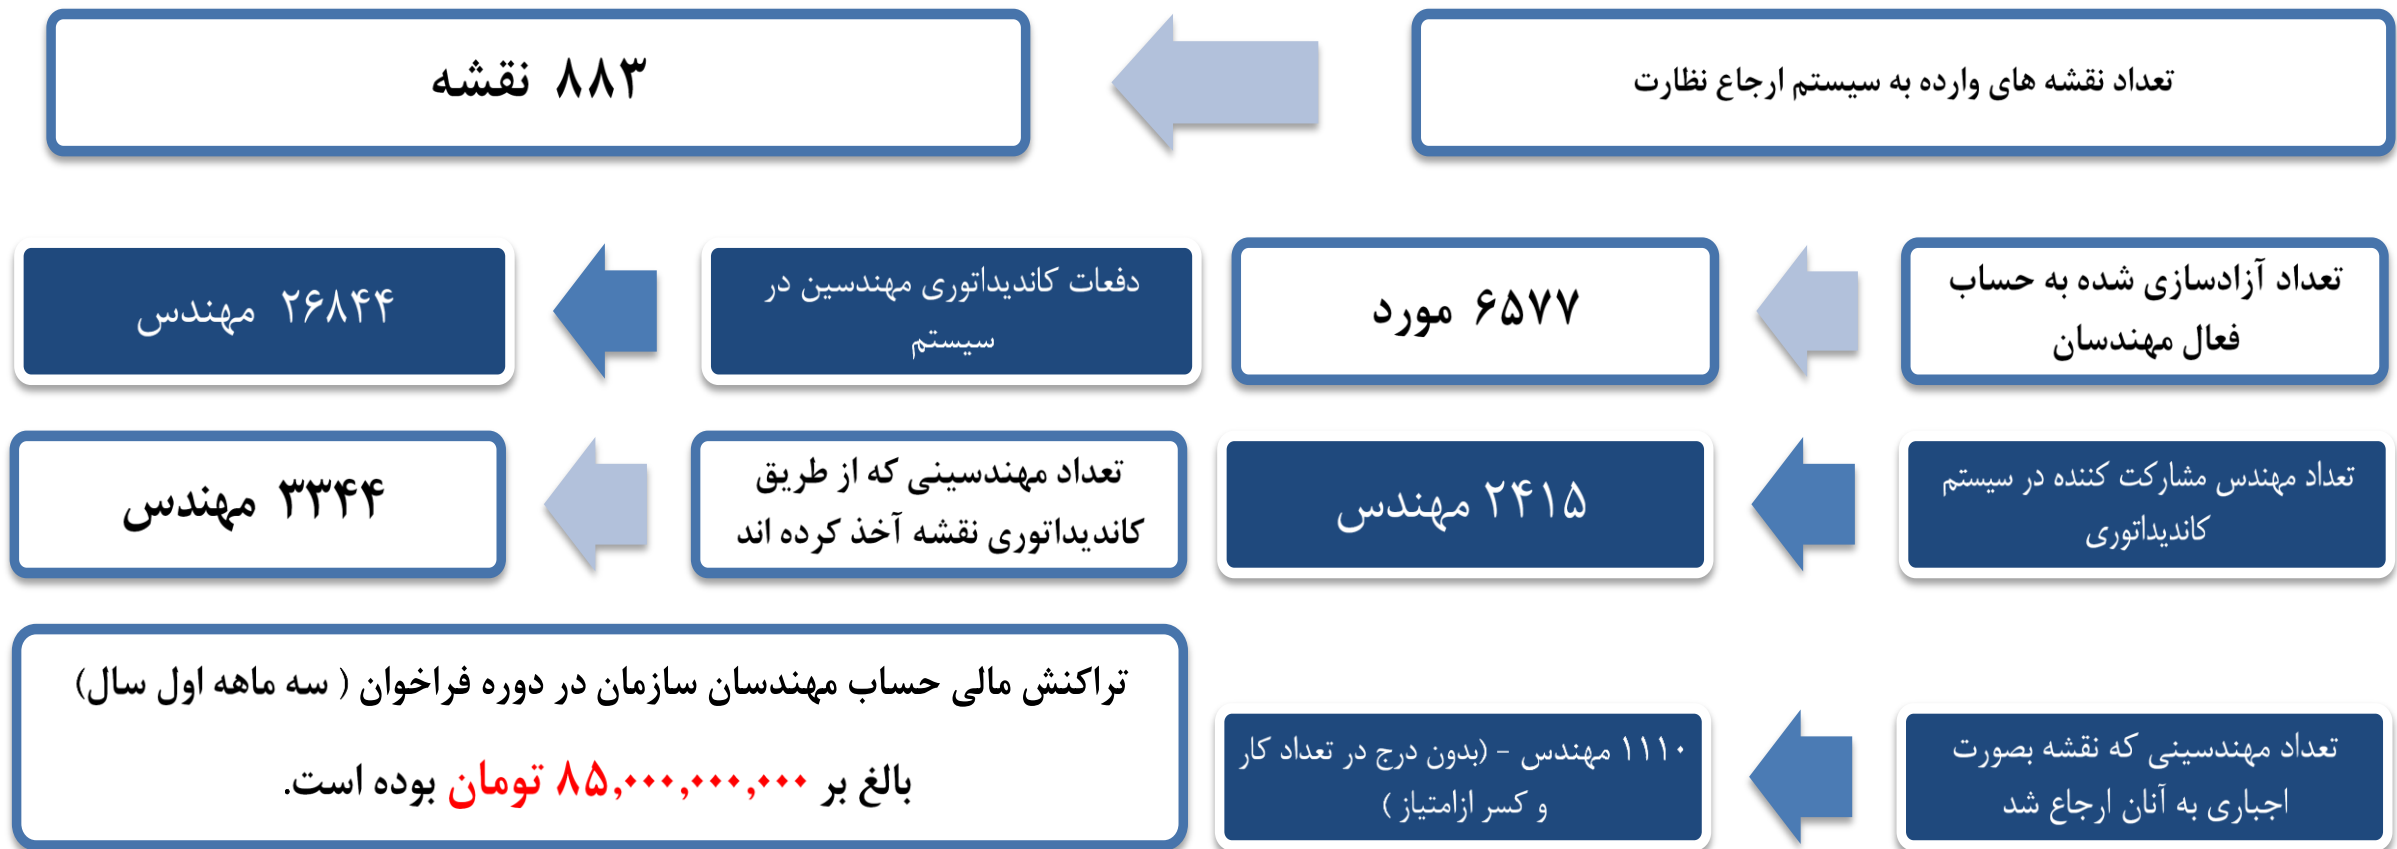 تعداد نقشه های وارده به سیستم ارجاع نظارت
۸۸۳ نقشه
تعداد آزادسازی شده به حساب
فعال مهندسان
۶۵۷۷ مورد
دفعات کاندیداتوری مهندسین در
سیستم
۲۶۸۴۴ مهندس
تعداد مهندس مشارکت کننده در سیستم
کاندیداتوری
۲۴۱۵ مهندس
تعداد مهندسینی که از طریق
کاندیداتوری نقشه آخذ کرده اند
۳۳۴۴ مهندس
تعداد مهندسینی که نقشه بصورت
اجباری به آنان ارجاع شد
۱۱۱۰ مهندس - (بدون درج در تعداد کار
و کسر ازامتیاز )
تراکنش مالی حساب مهندسان سازمان در دوره فراخوان ( سه ماهه اول سال)
بالغ بر ۸۵,۰۰۰,۰۰۰,۰۰۰ تومان بوده است.